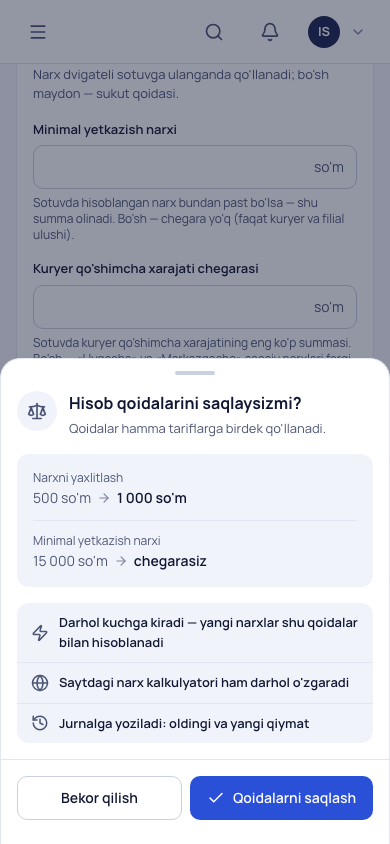 IS
Narx dvigateli sotuvga ulanganda qo'llanadi; bo'sh
maydon — sukut qoidasi.
Minimal yetkazish narxi
so'm
Sotuvda hisoblangan narx bundan past bo'lsa — shu
summa olinadi. Bo'sh — chegara yo'q (faqat kuryer va filial
ulushi).
Kuryer qo'shimcha xarajati chegarasi
so'm
Sotuvda kuryer qo'shimcha xarajatining eng ko'p summasi.
Hisob qoidalarini saqlaysizmi?
Qoidalar hamma tariflarga birdek qo'llanadi.
Narxni yaxlitlash
500 so'm → 1 000 so'm
Minimal yetkazish narxi
15 000 so'm → chegarasiz
Darhol kuchga kiradi — yangi narxlar shu qoidalar
bilan hisoblanadi
Saytdagi narx kalkulyatori ham darhol o'zgaradi
Jurnalga yoziladi: oldingi va yangi qiymat
Bekor qilish
Qoidalarni saqlash